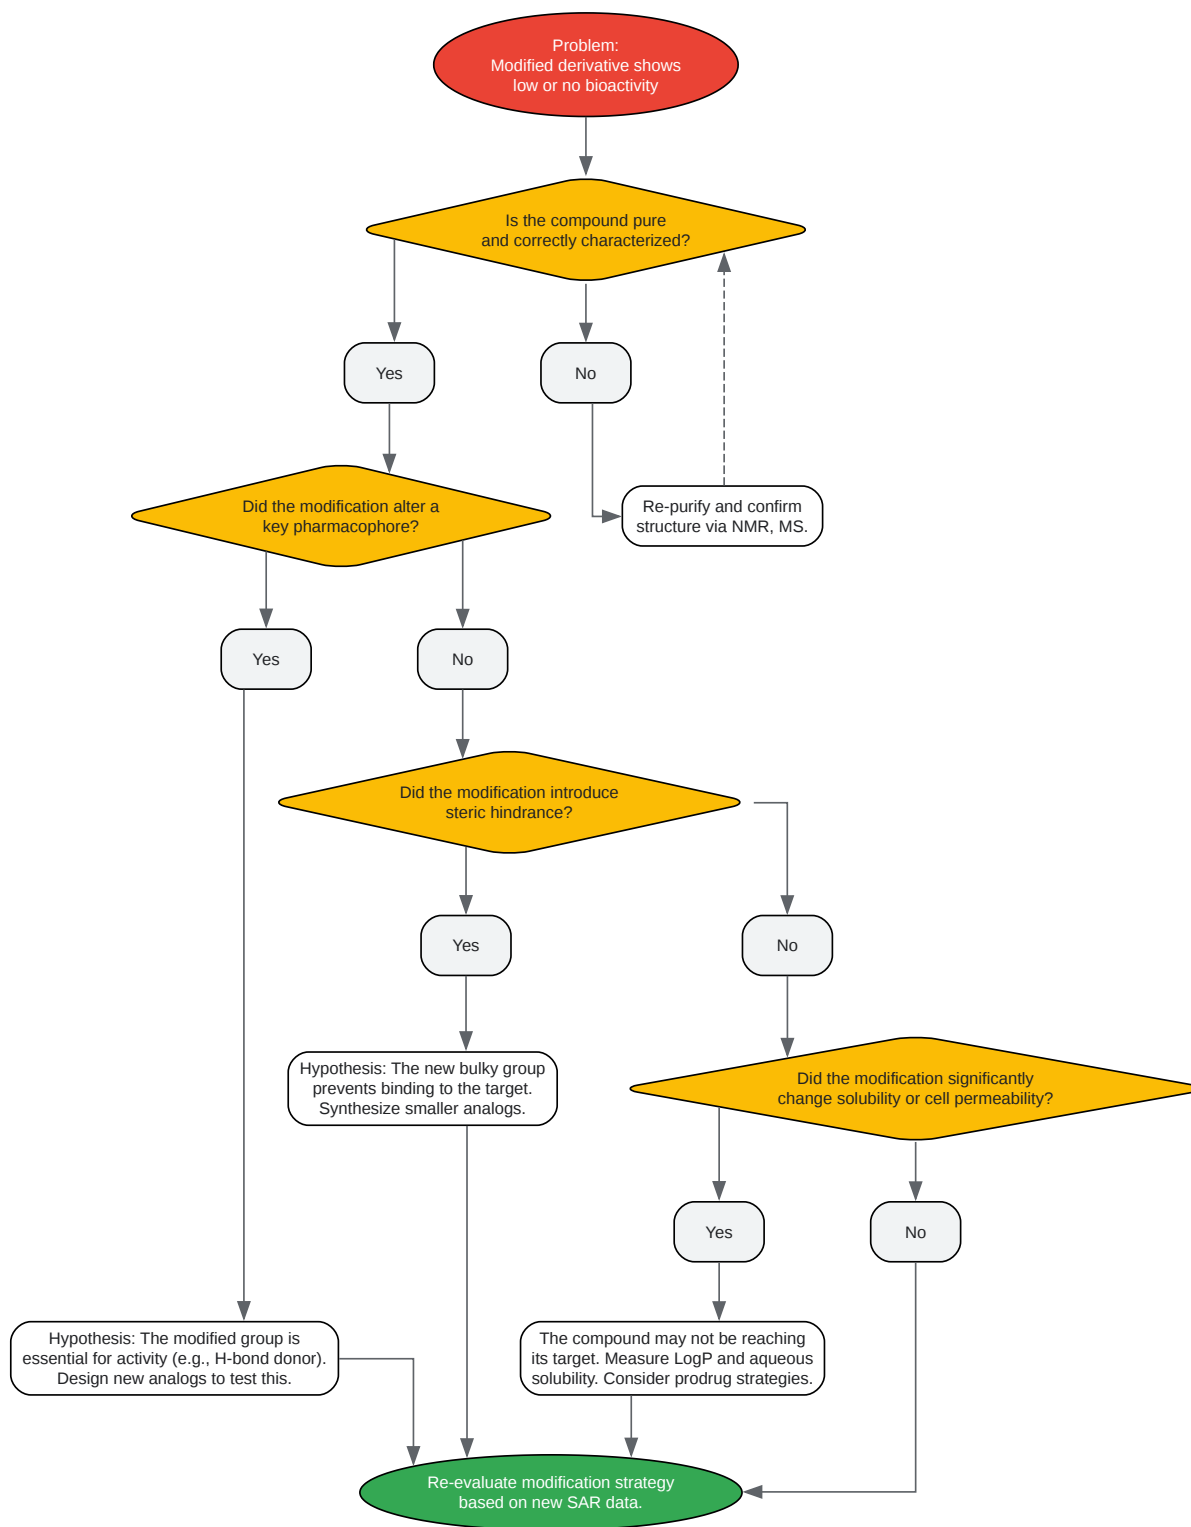 Problem:
Modified derivative shows
low or no bioactivity
Is the compound pure
and correctly characterized?
Yes
No
Did the modification alter a
key pharmacophore?
Re-purify and confirm
structure via NMR, MS.
Yes
No
Did the modification introduce
steric hindrance?
Yes
No
Hypothesis: The new bulky group
prevents binding to the target.
Synthesize smaller analogs.
Did the modification significantly
change solubility or cell permeability?
Yes
No
Hypothesis: The modified group is
essential for activity (e.g., H-bond donor).
Design new analogs to test this.
The compound may not be reaching
its target. Measure LogP and aqueous
solubility. Consider prodrug strategies.
Re-evaluate modification strategy
based on new SAR data.